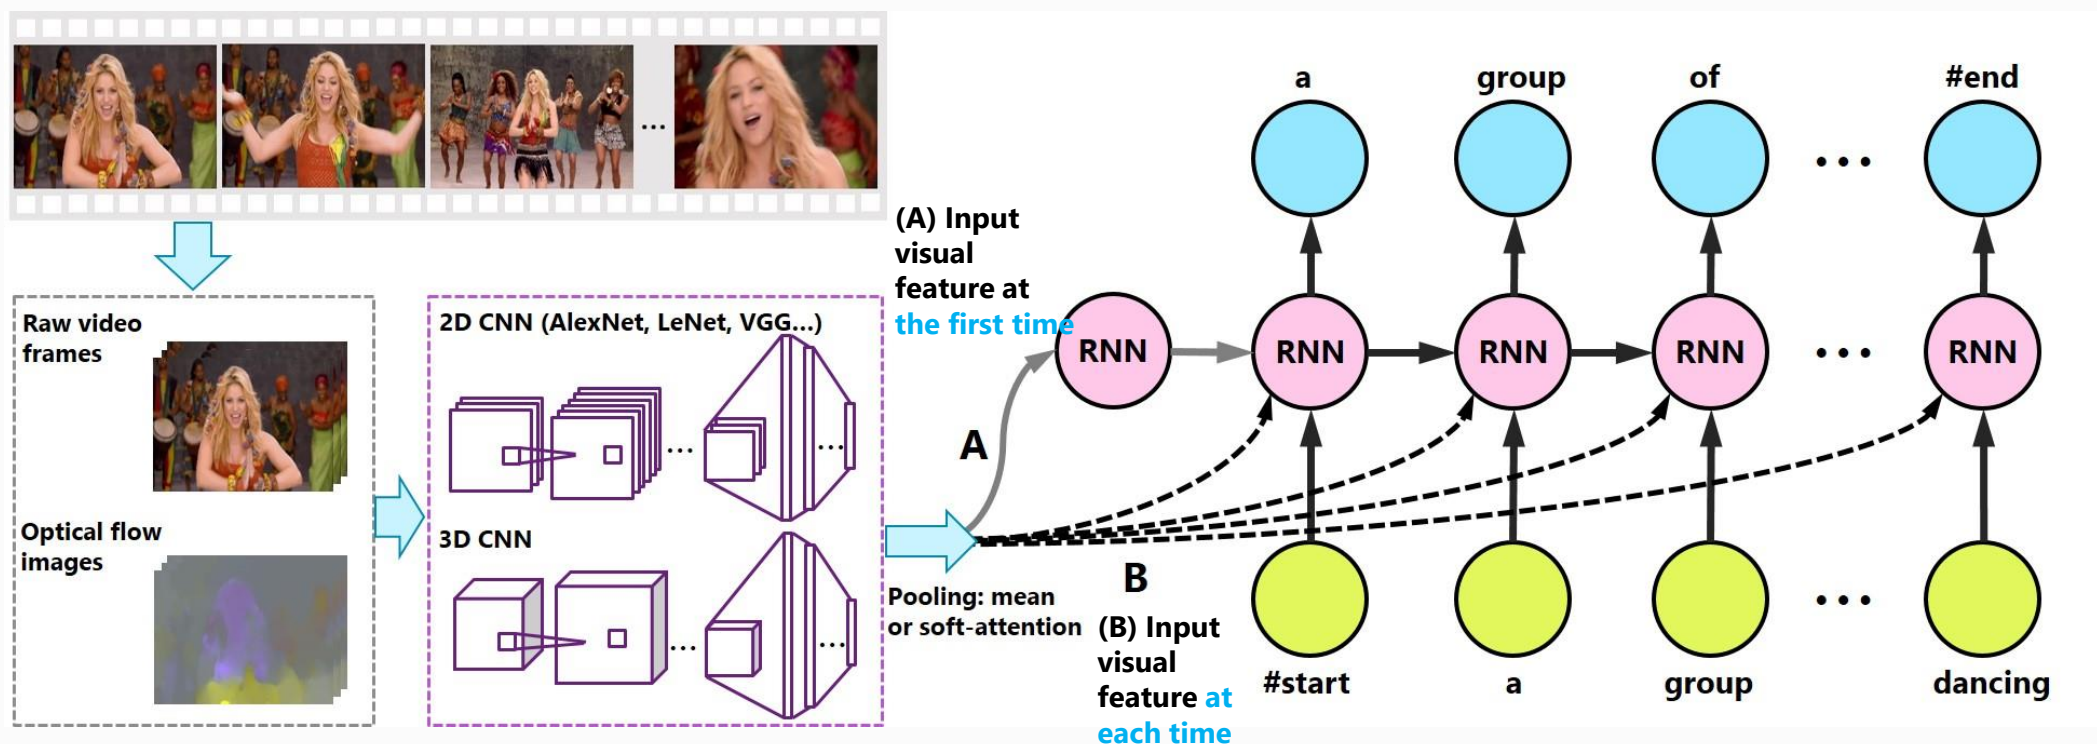 Raw video
frames
Optical flow
images
2D CNN (AlexNet, LeNet, VGG...)
...
...
3D CNN
...
...
...
(A) Input
visual
feature at
the first time
A
B
Pooling: mean
or soft-attention
(B) Input
visual
feature at
each time
a group of ... #end
RNN RNN RNN RNN ... RNN
#start a group ... dancing